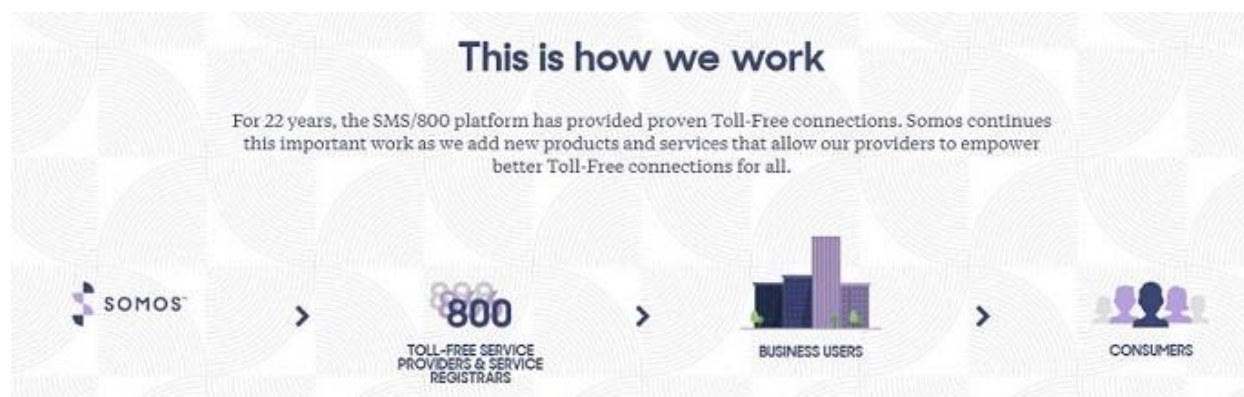 This is how we work
For 22 years, the SMS/800 platform has provided proven Toll-Free connections. Somos continues
this important work as we add new products and services that allow our providers to empower
better Toll-Free connections for all.
SOMOS™
800
TOLL-FREE SERVICE
PROVIDERS & SERVICE
REGISTRARS
BUSINESS USERS
CONSUMERS